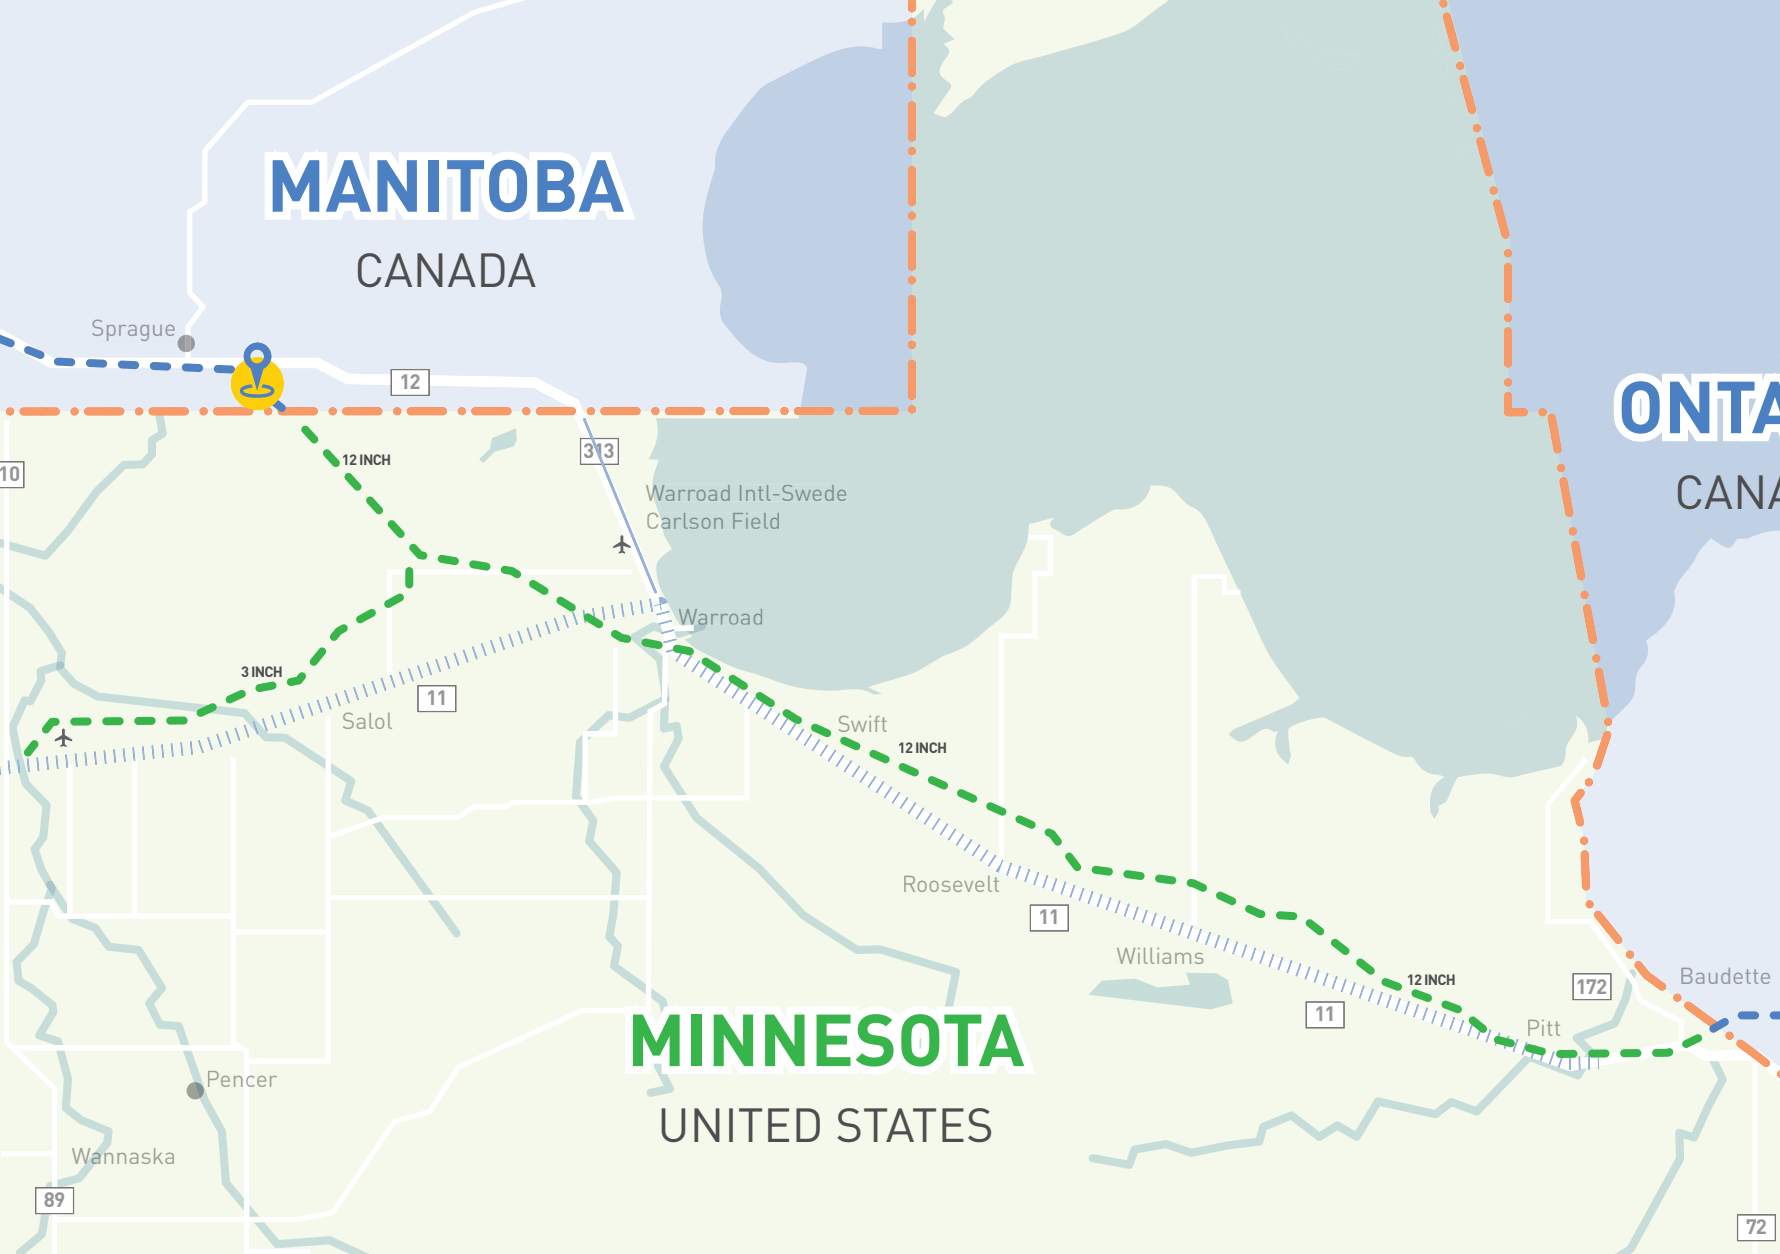 MANITOBA
CANADA
Sprague
12
ONTA
CANA
10
12 INCH
313
Warroad Intl-Swede
Carlson Field
Warroad
3 INCH
11
Salol
Swift
12 INCH
Roosevelt
11
Williams
12 INCH
172
Baudette
11
Pitt
MINNESOTA
UNITED STATES
Pencer
Wannaska
89
72